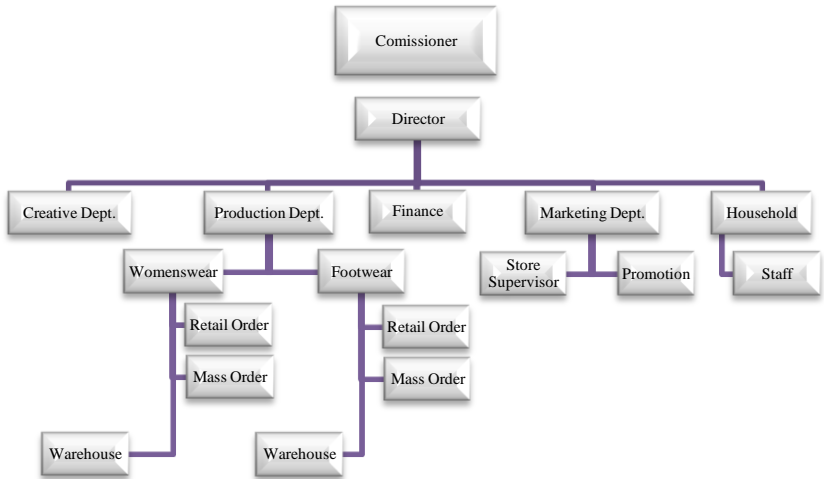 Comissioner
Director
Creative Dept.
Production Dept.
Finance
Marketing Dept.
Household
Womenswear
Footwear
Store
Supervisor
Promotion
Staff
Retail Order
Retail Order
Mass Order
Mass Order
Warehouse
Warehouse